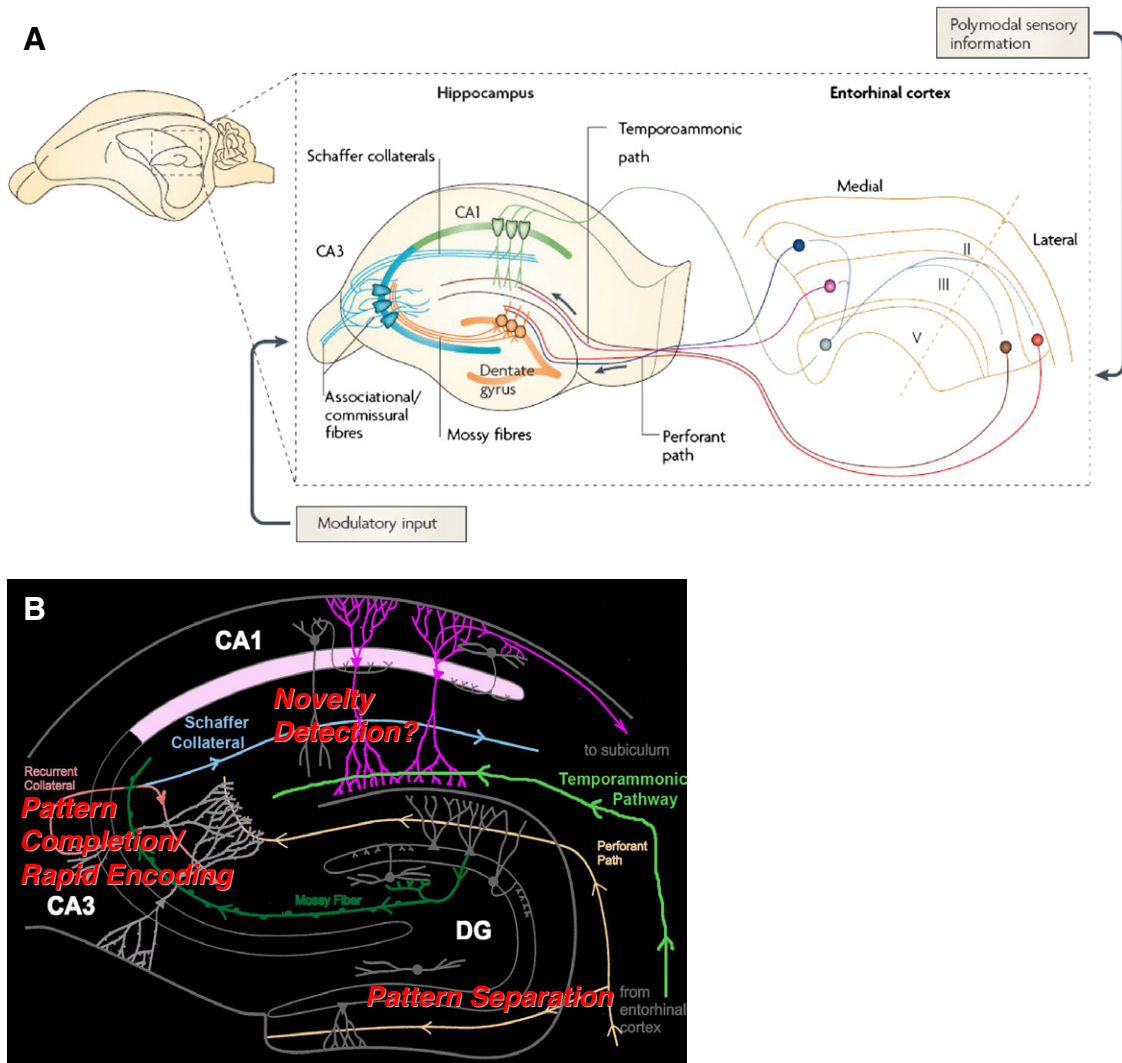 A
Polymodal sensory
information
Hippocampus
Entorhinal cortex
Temporoammonic
path
Schaffer collaterals
Medial
CA1
Lateral
CA3
II
III
V
Dentate
gyrus
Associational/
commissural
fibres
Mossy fibres
Perforant
path
Modulatory input
B
CA1
Novelty
Detection?
Schaffer
Collateral
to subiculum
Recurrent
Collateral
Temporammonic
Pathway
Pattern
Completion/
Rapid Encoding
Perforant
Path
CA3
Mossy Fiber
DG
Pattern Separation
from
entorhinal
cortex